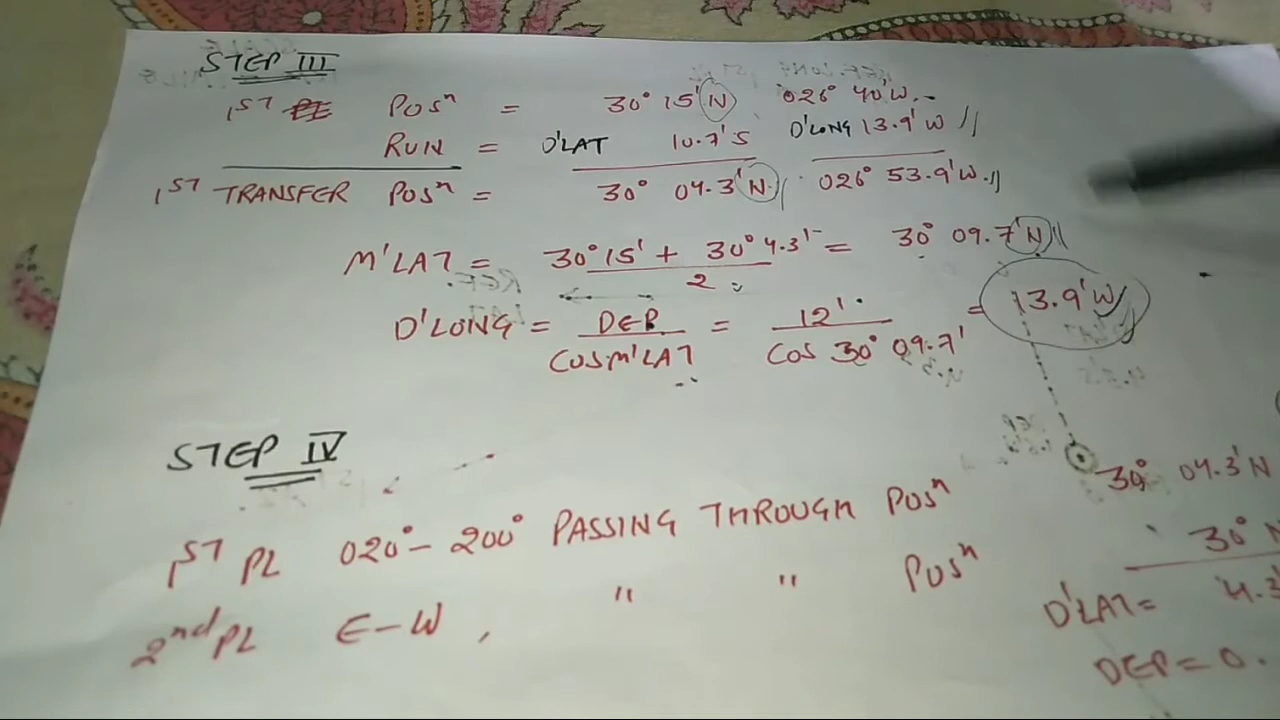 STEP III
1ST POSⁿ = 30° 15' N 026° 40' W
RUN = D'LAT 10.7' S D'LONG 13.9' W //
1ST TRANSFER POSⁿ = 30° 04.3' N // 026° 53.9' W //
M'LAT = 30° 15' + 30° 4.3' / 2 = 30° 09.7' N //
D'LONG = DEP / COS M'LAT = 12' / COS 30° 09.7' = 13.9' W //
STEP IV
1ST PL 020° - 200° PASSING THROUGH POSⁿ
2nd PL E-W, " " POSⁿ
30° 04.3' N
30° N
D'LAT = 4.3
DEP = 0.